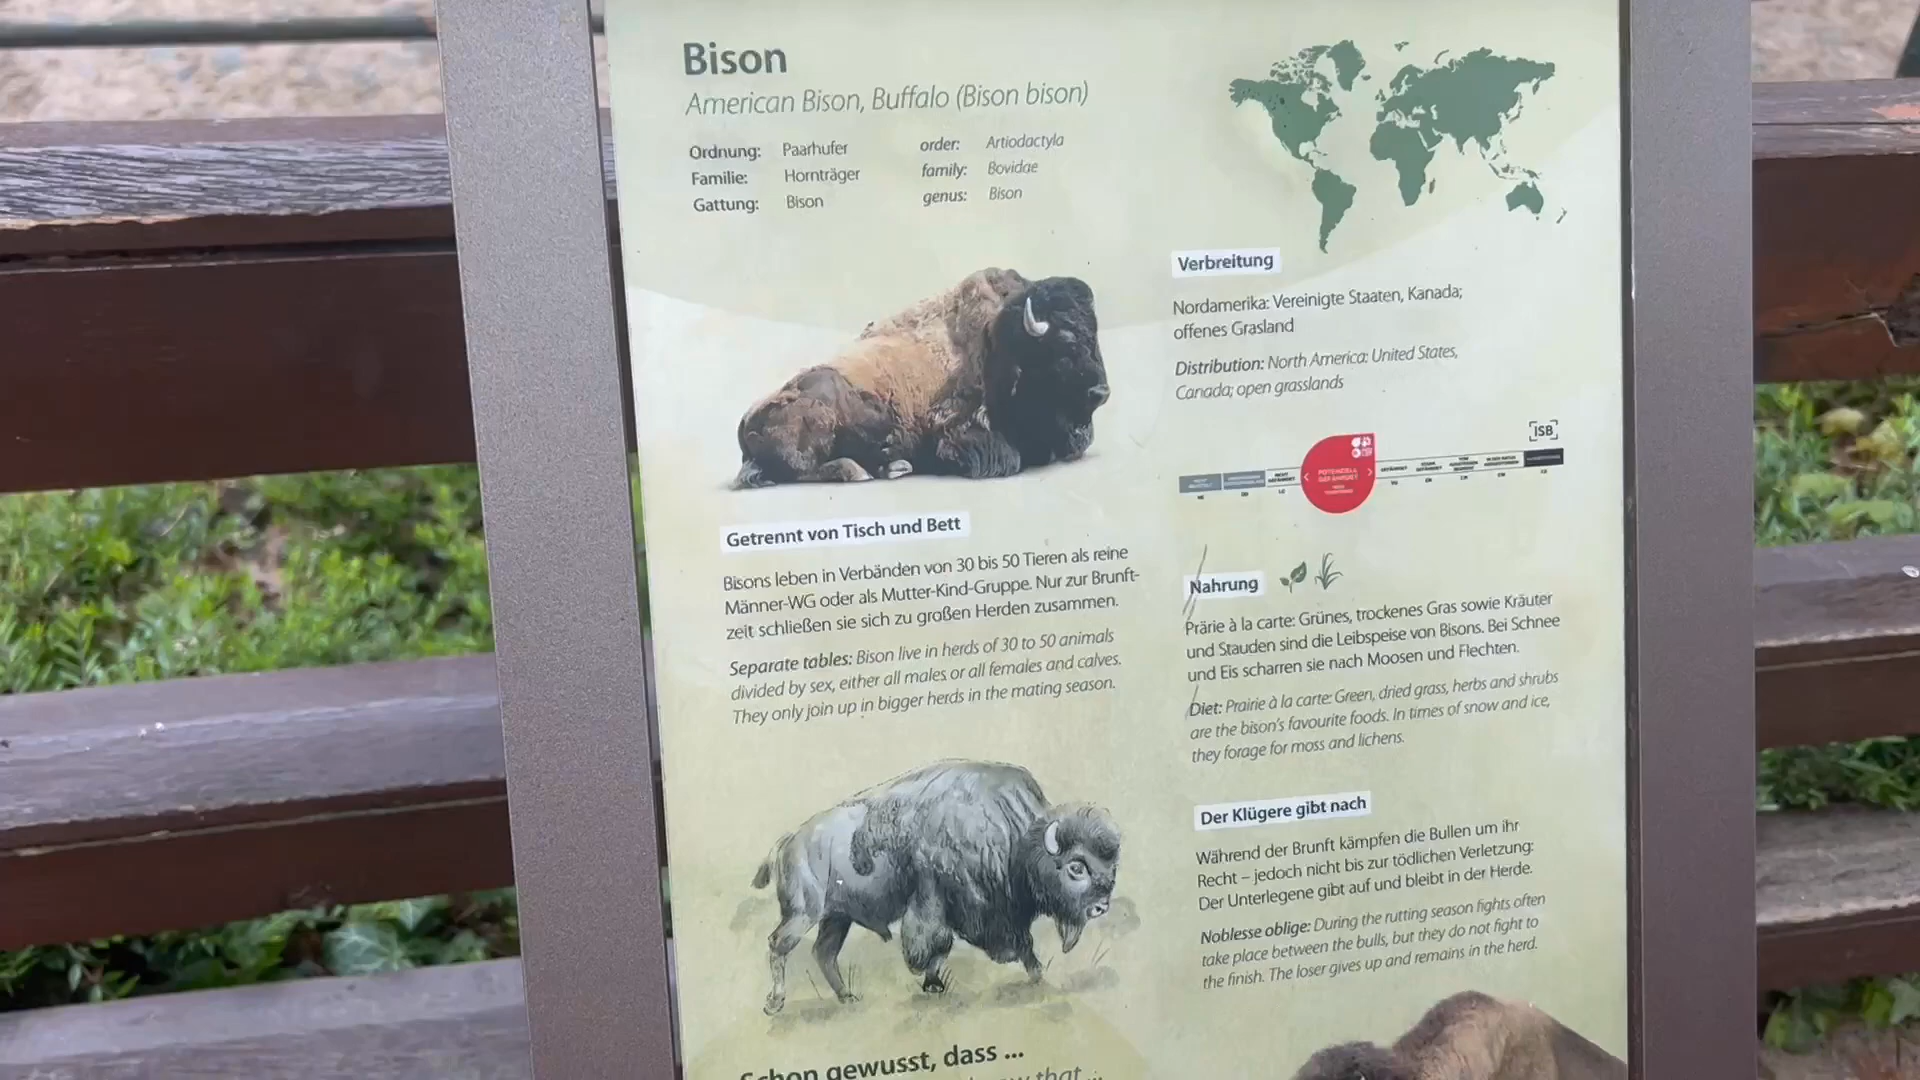 Bison
American Bison, Buffalo (Bison bison)
Ordnung: Paarhufer
Familie: Hornträger
Gattung: Bison
order: Artiodactyla
family: Bovidae
genus: Bison
Getrennt von Tisch und Bett
Bisons leben in Verbänden von 30 bis 50 Tieren als reine
Männer-WG oder als Mutter-Kind-Gruppe. Nur zur Brunft-
zeit schließen sie sich zu großen Herden zusammen.
Separate tables: Bison live in herds of 30 to 50 animals
divided by sex, either all males or all females and calves.
They only join up in bigger herds in the mating season.
Schon gewusst, dass ...
that ...
Verbreitung
Nordamerika: Vereinigte Staaten, Kanada;
offenes Grasland
Distribution: North America: United States,
Canada; open grasslands
ISB
POTENZIELL
GEFÄHRDET
Nahrung
Prärie à la carte: Grünes, trockenes Gras sowie Kräuter
und Stauden sind die Leibspeise von Bisons. Bei Schnee
und Eis scharren sie nach Moosen und Flechten.
Diet: Prairie à la carte: Green, dried grass, herbs and shrubs
are the bison's favourite foods. In times of snow and ice,
they forage for moss and lichens.
Der Klügere gibt nach
Während der Brunft kämpfen die Bullen um ihr
Recht – jedoch nicht bis zur tödlichen Verletzung:
Der Unterlegene gibt auf und bleibt in der Herde.
Noblesse oblige: During the rutting season fights often
take place between the bulls, but they do not fight to
the finish. The loser gives up and remains in the herd.